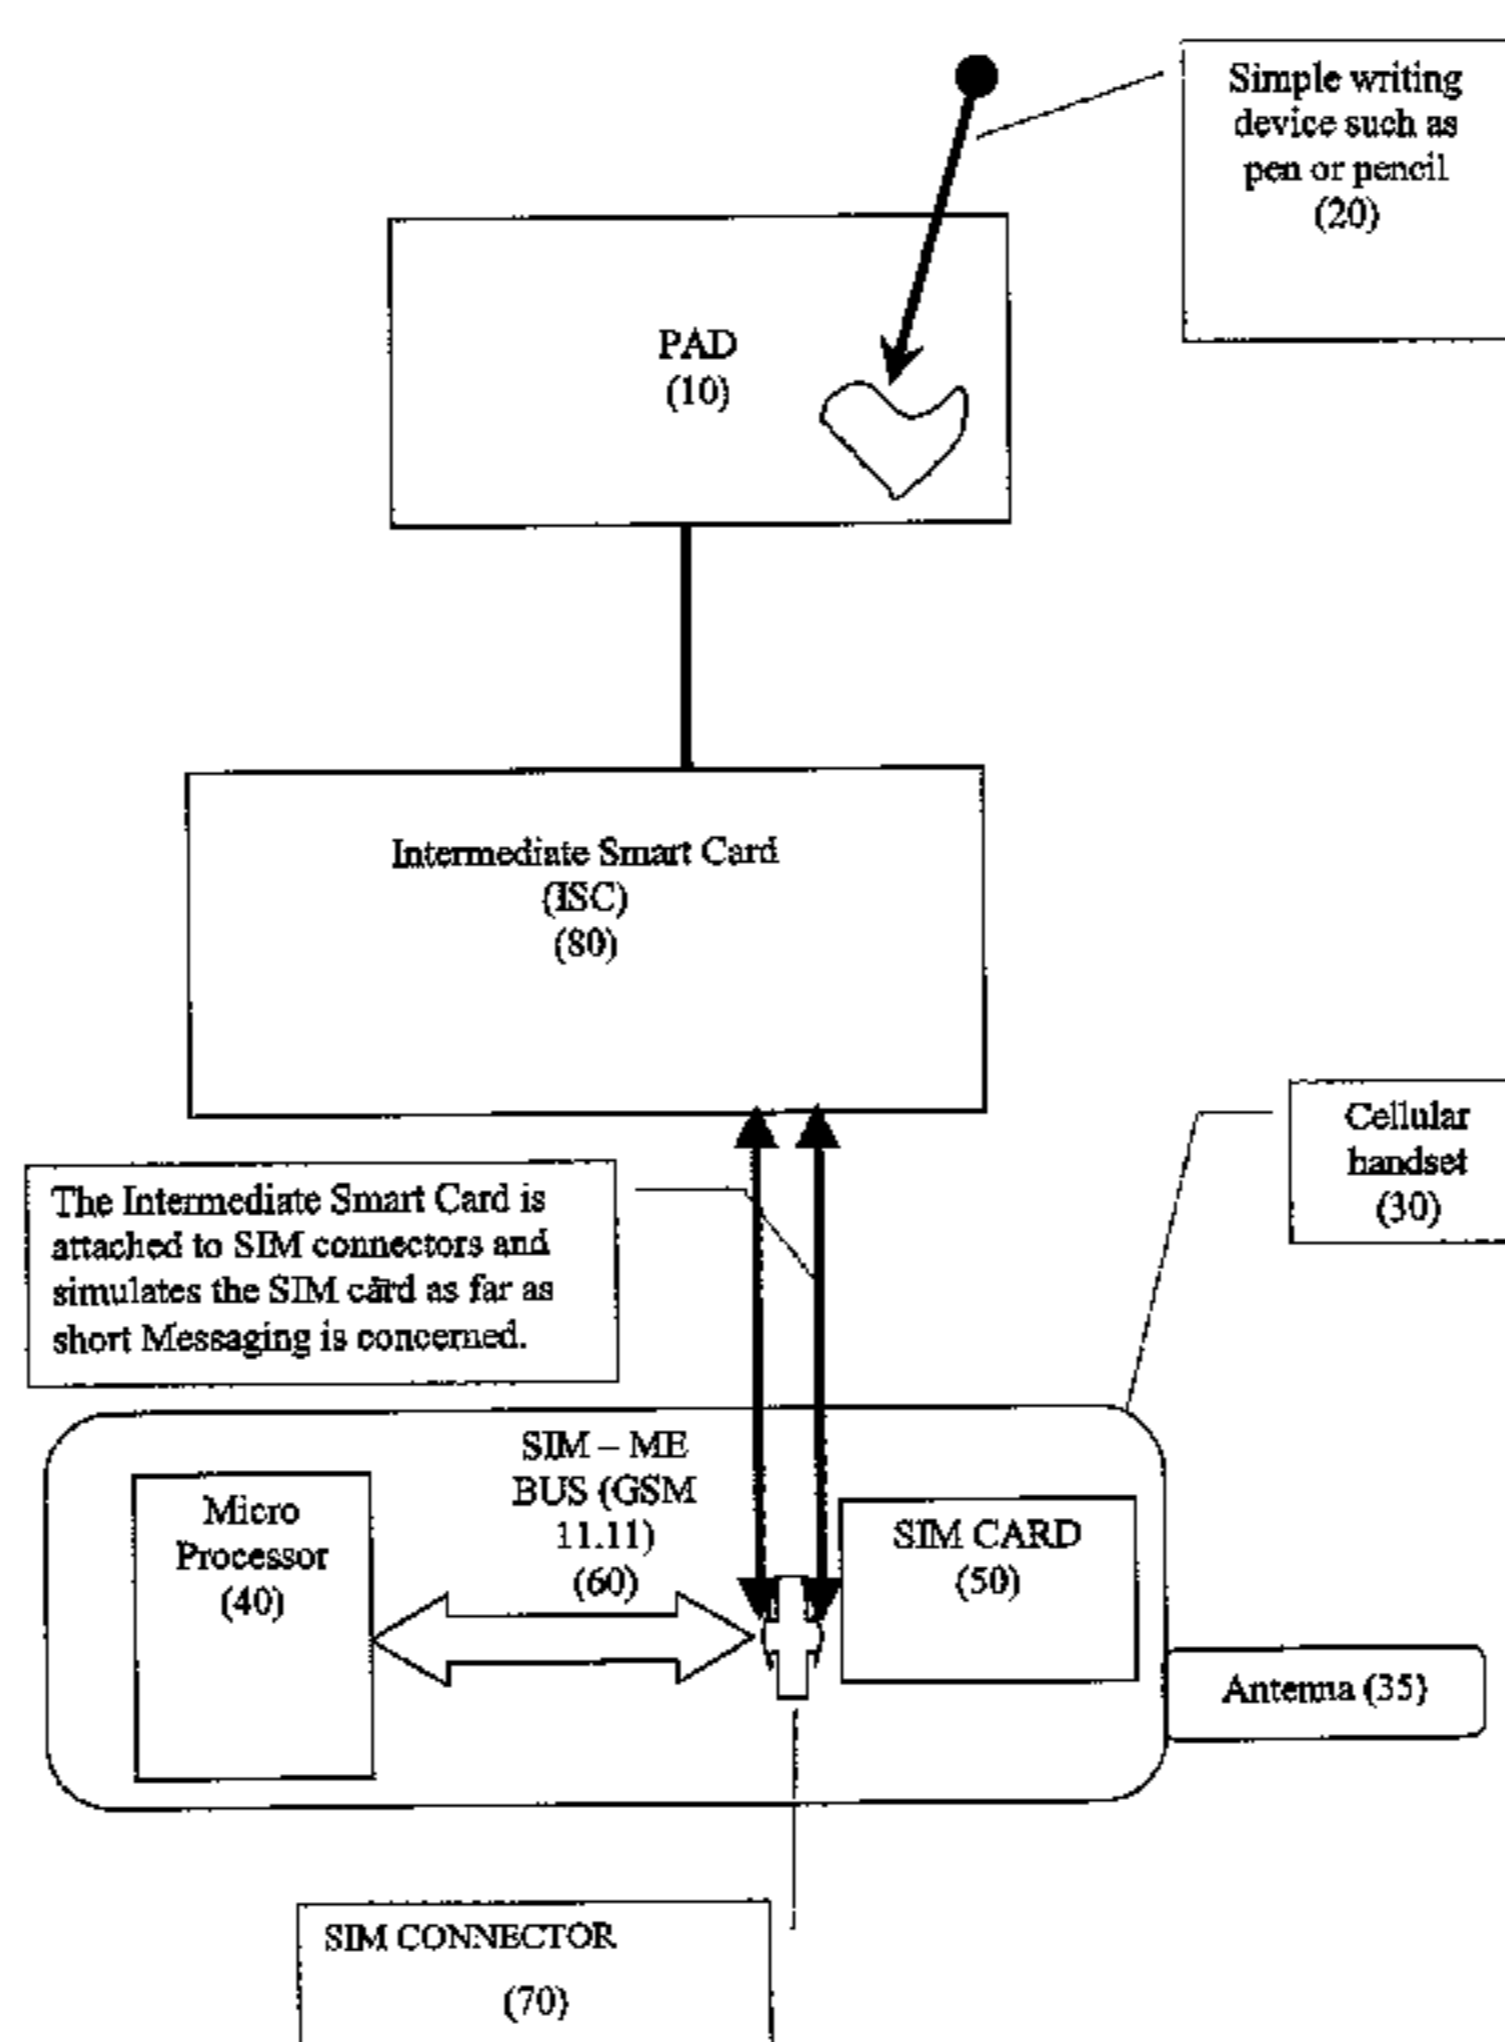 Simple writing
device such as
pen or pencil
(20)
PAD
(10)
Intermediate Smart Card
(ISC)
(80)
Cellular
handset
(30)
The Intermediate Smart Card is
attached to SIM connectors and
simulates the SIM card as far as
short Messaging is concerned.
SIM – ME
BUS (GSM
11.11)
(60)
Micro
Processor
(40)
SIM CARD
(50)
Antenna (35)
SIM CONNECTOR
(70)